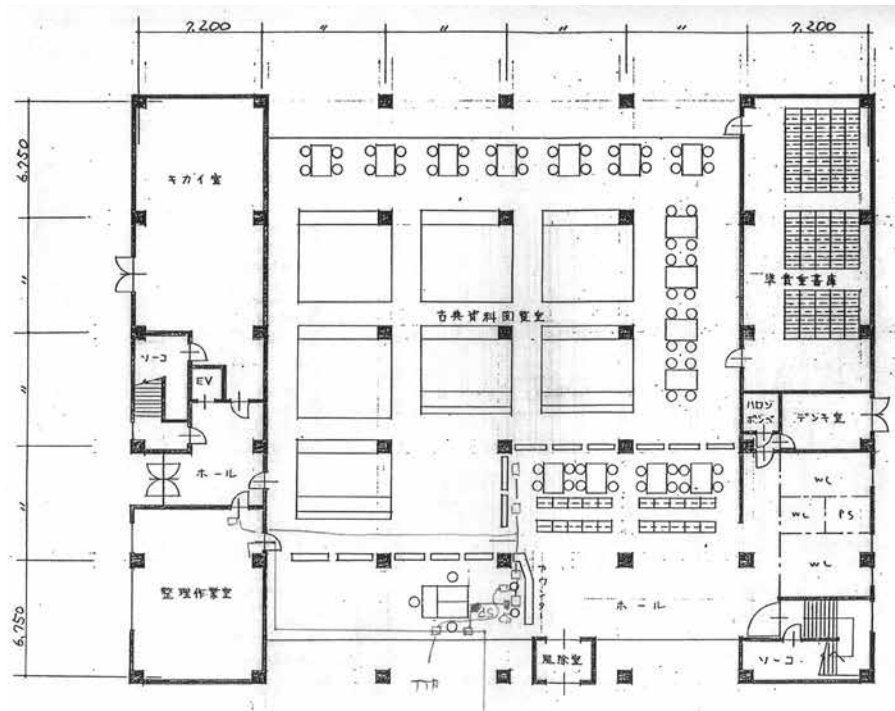 7.200 〃 〃 〃 〃 7.200
6.750
〃
〃
〃
6.750
キカイ室
準貴重書庫
古典資料閲覧室
ソーコ
EV
ハロン
ボンベ
デンキ室
ホール
WC
WC PS
WC
整理作業室
カウンター
ホール
風除室
ソーコ